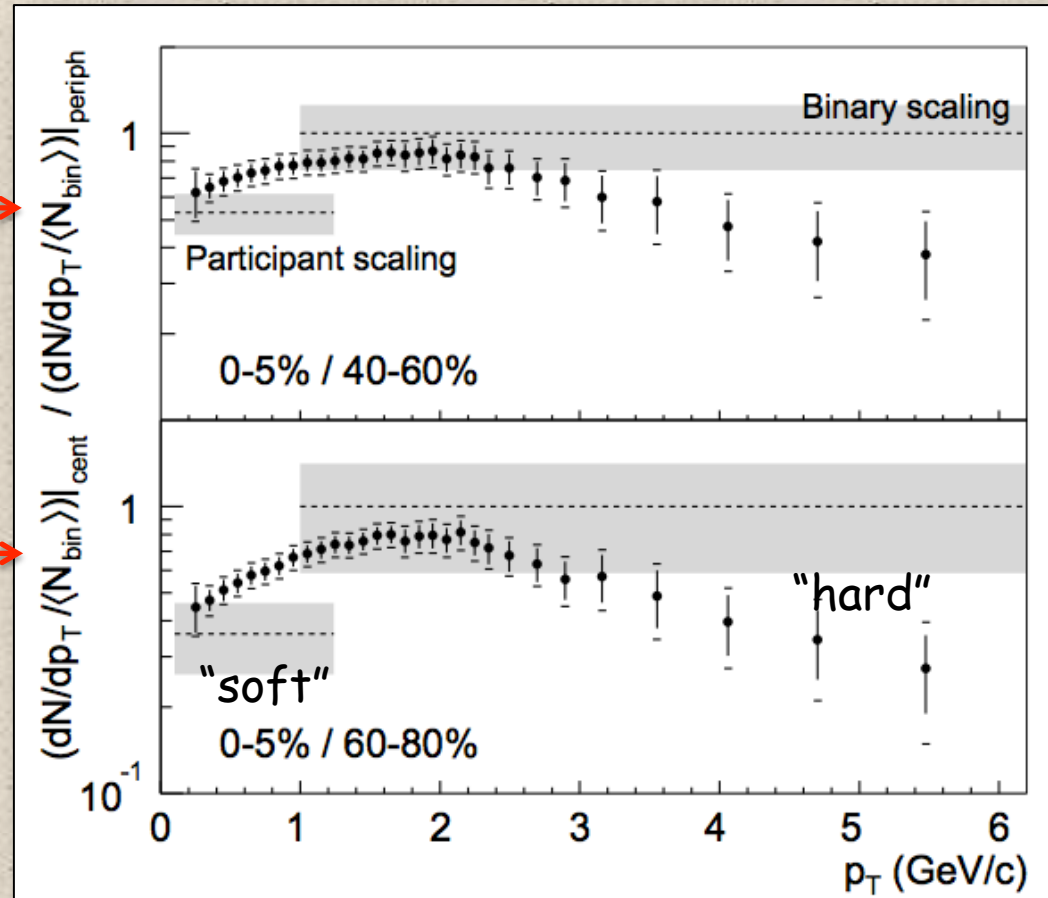 (dN/dp_T /⟨N_bin⟩)|_cent / (dN/dp_T /⟨N_bin⟩)|_periph
1
Binary scaling
Participant scaling
0-5% / 40-60%
1
"hard"
"soft"
0-5% / 60-80%
10⁻¹
0 1 2 3 4 5 6
p_T (GeV/c)